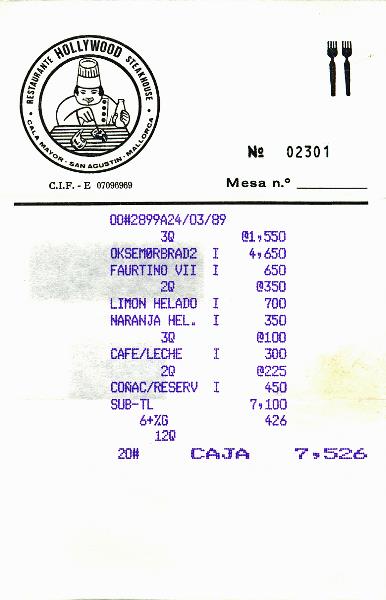 RESTAURANTE HOLLYWOOD STEAKHOUSE
CALA MAYOR - SAN AGUSTIN - MALLORCA
Nº 02301
C.I.F. - E 07096969
Mesa n.º
00#2899A24/03/89
3Q @1,550
OKSEMØRBRAD2 I 4,650
FAURTINO VII I 650
2Q @350
LIMON HELADO I 700
NARANJA HEL. I 350
3Q @100
CAFE/LECHE I 300
2Q @225
COÑAC/RESERV I 450
SUB-TL 7,100
6+%G 426
12Q
20# CAJA 7,526